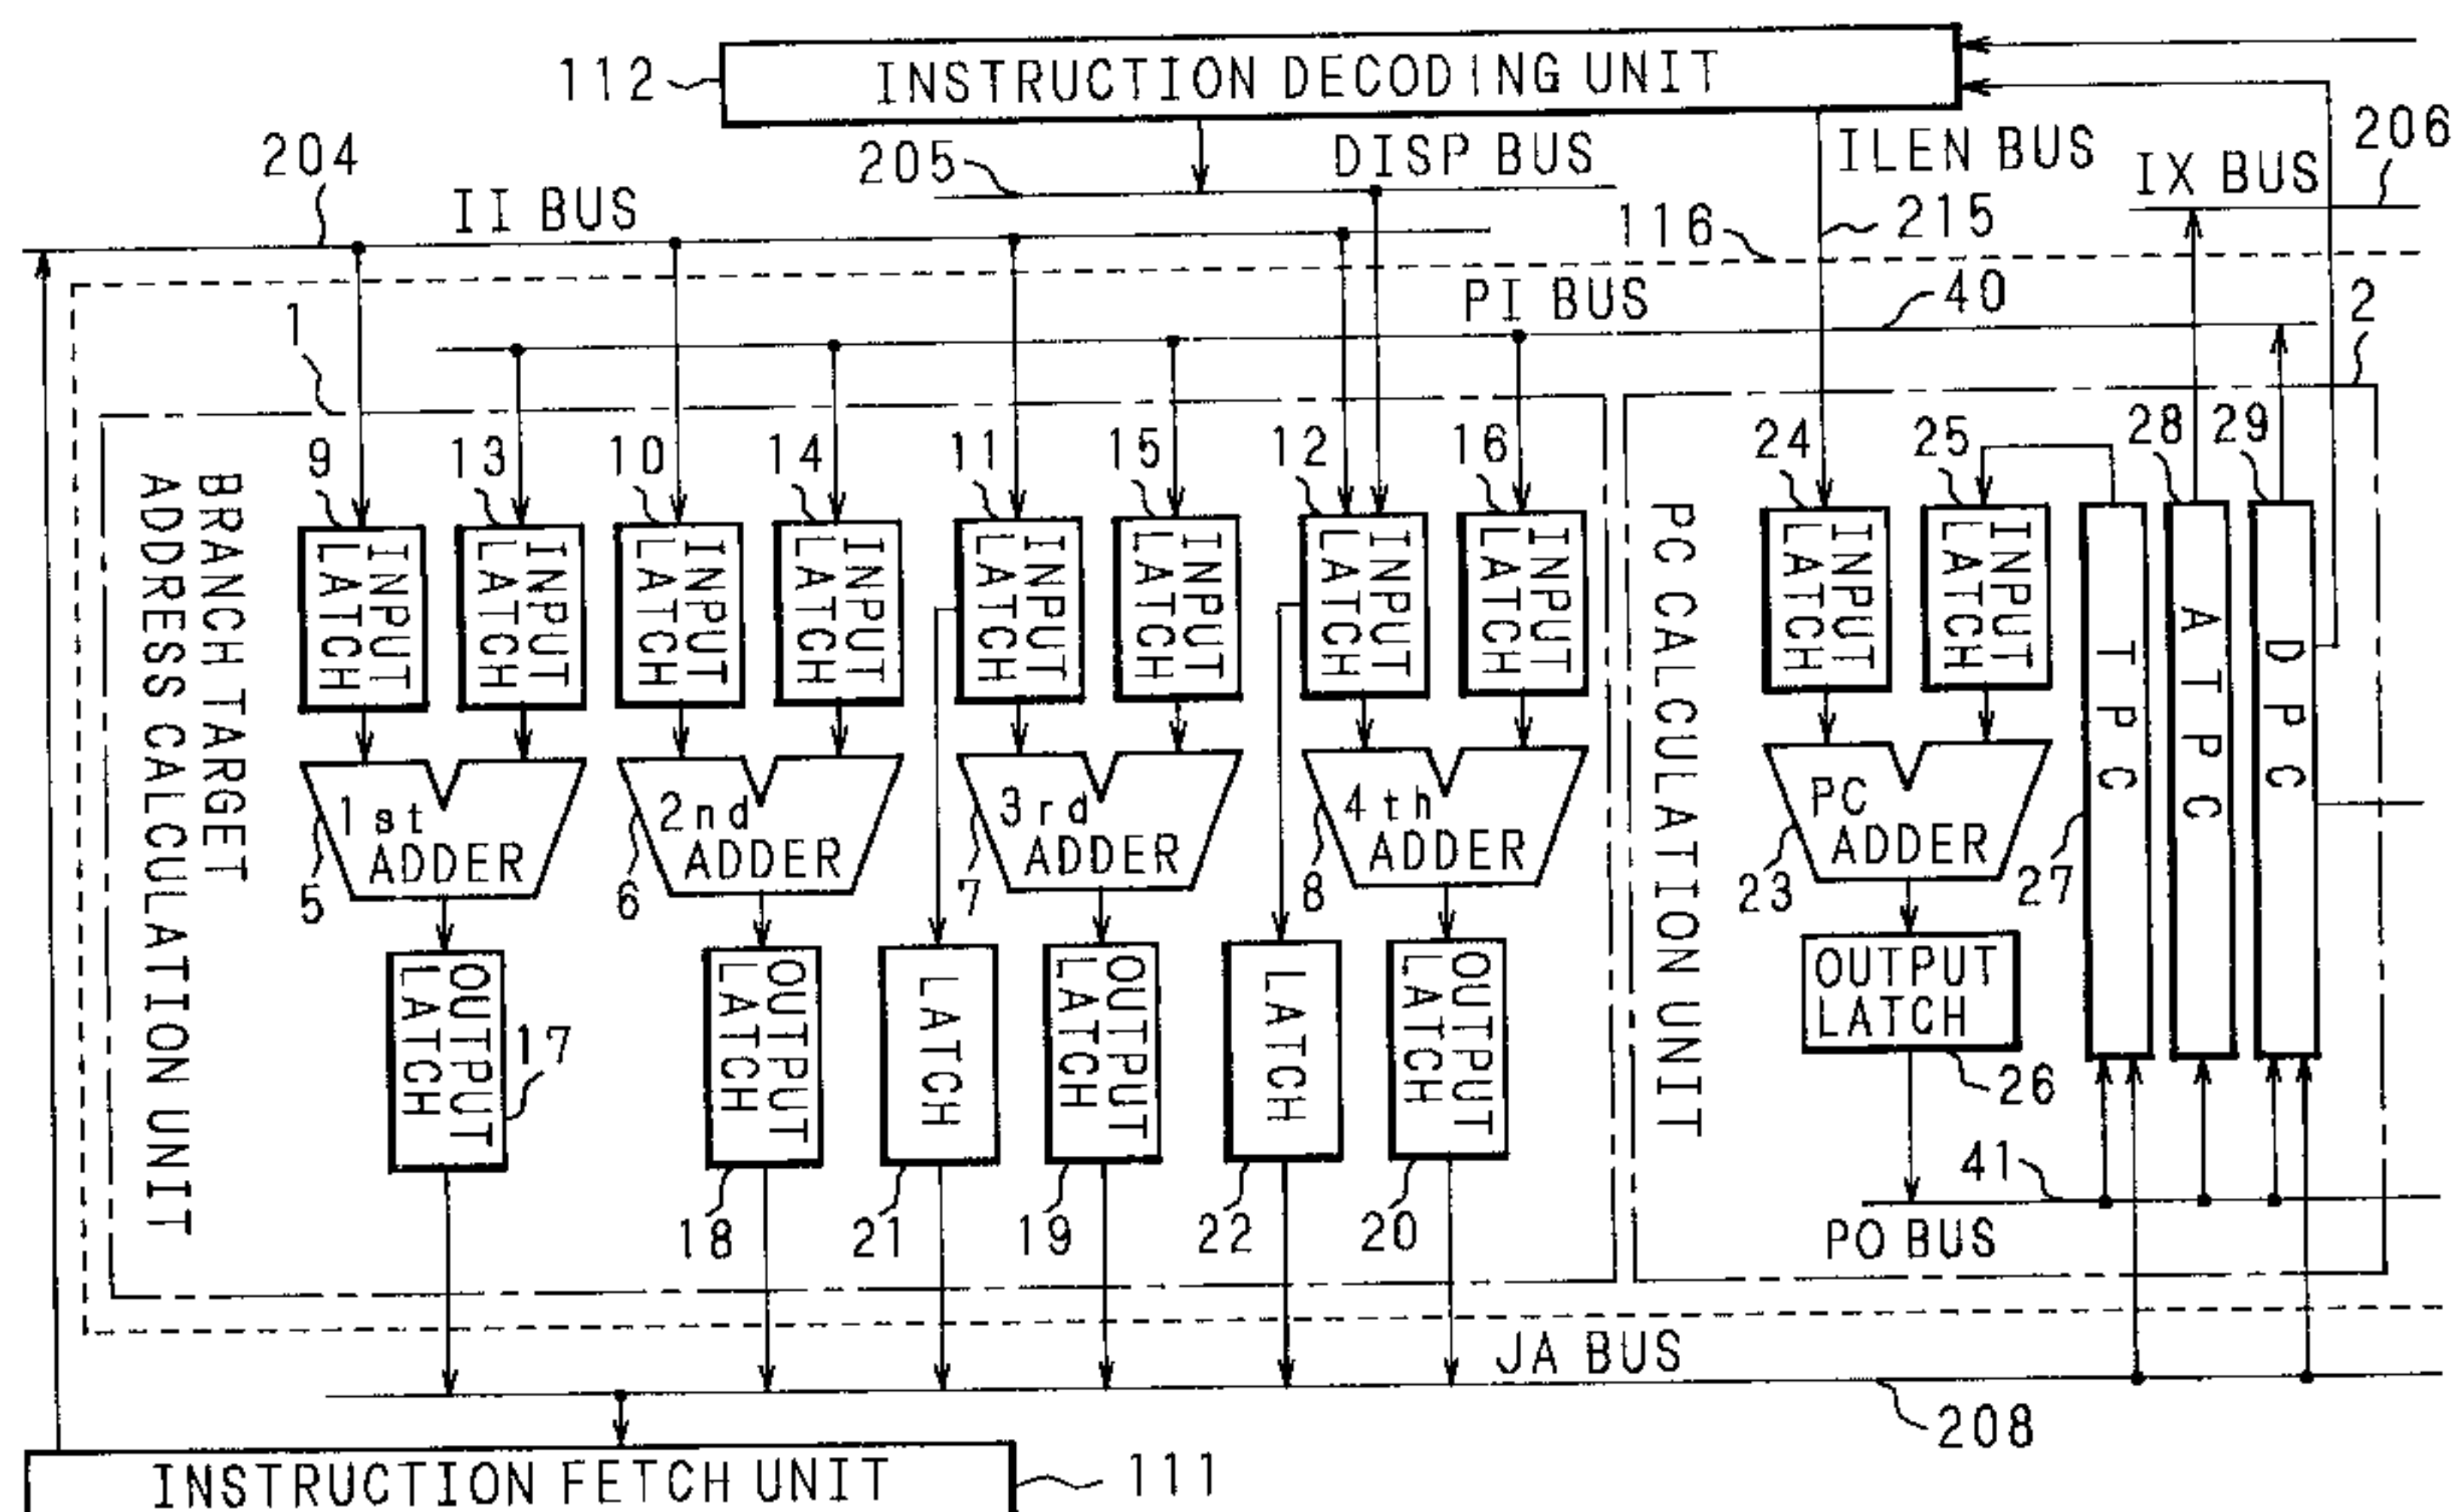 112
INSTRUCTION DECODING UNIT
204
205
DISP BUS
ILEN BUS
206
II BUS
IX BUS
116
215
PI BUS
40
1
2
9
13
10
14
11
15
12
16
24
25
28
29
BRANCH TARGET
ADDRESS CALCULATION UNIT
INPUT
LATCH
INPUT
LATCH
INPUT
LATCH
INPUT
LATCH
INPUT
LATCH
INPUT
LATCH
INPUT
LATCH
INPUT
LATCH
PC CALCULATION UNIT
INPUT
LATCH
INPUT
LATCH
TPC
ATPC
DPC
1st
ADDER
2nd
ADDER
3rd
ADDER
4th
ADDER
PC
ADDER
5
6
7
8
23
27
OUTPUT
LATCH
17
OUTPUT
LATCH
LATCH
OUTPUT
LATCH
LATCH
OUTPUT
LATCH
OUTPUT
LATCH
26
18
21
19
22
20
41
PO BUS
JA BUS
208
INSTRUCTION FETCH UNIT
111